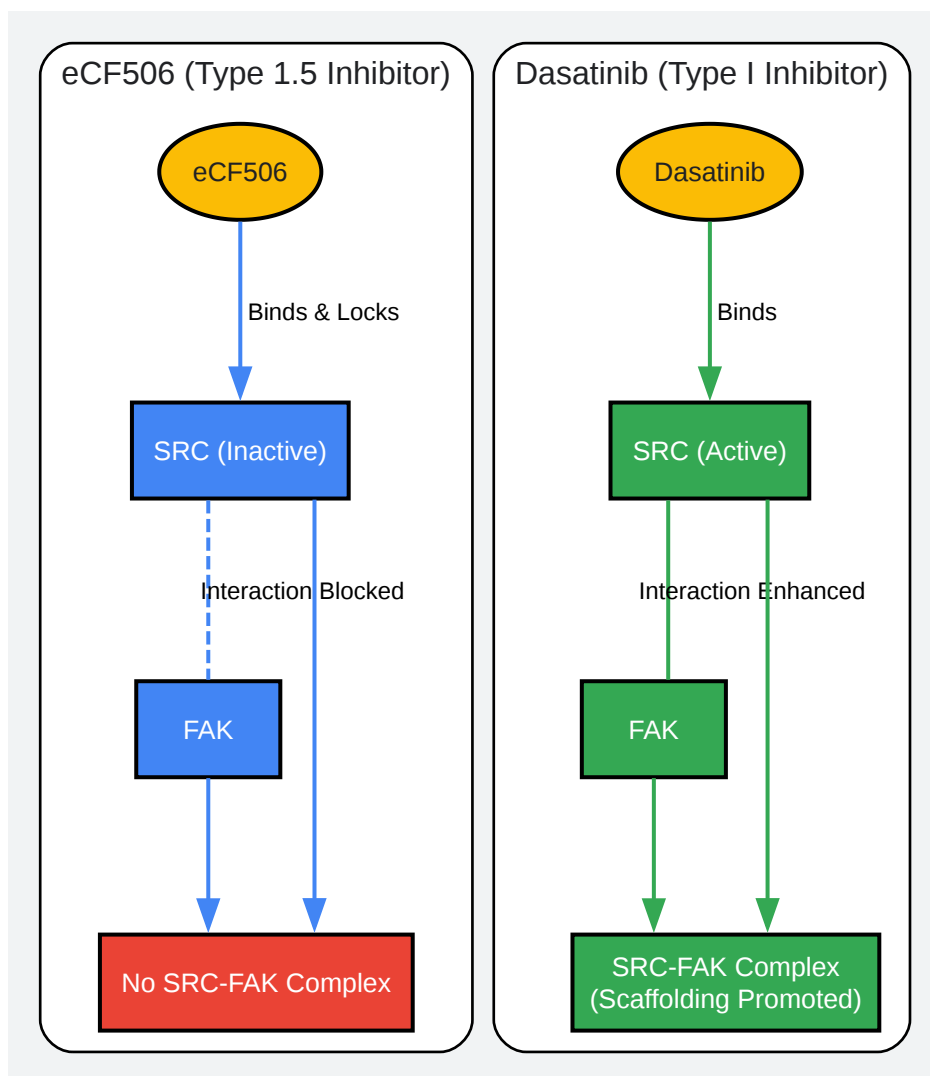 eCF506 (Type 1.5 Inhibitor)
eCF506
Binds & Locks
SRC (Inactive)
Interaction Blocked
FAK
No SRC-FAK Complex
Dasatinib (Type I Inhibitor)
Dasatinib
Binds
SRC (Active)
Interaction Enhanced
FAK
SRC-FAK Complex
(Scaffolding Promoted)